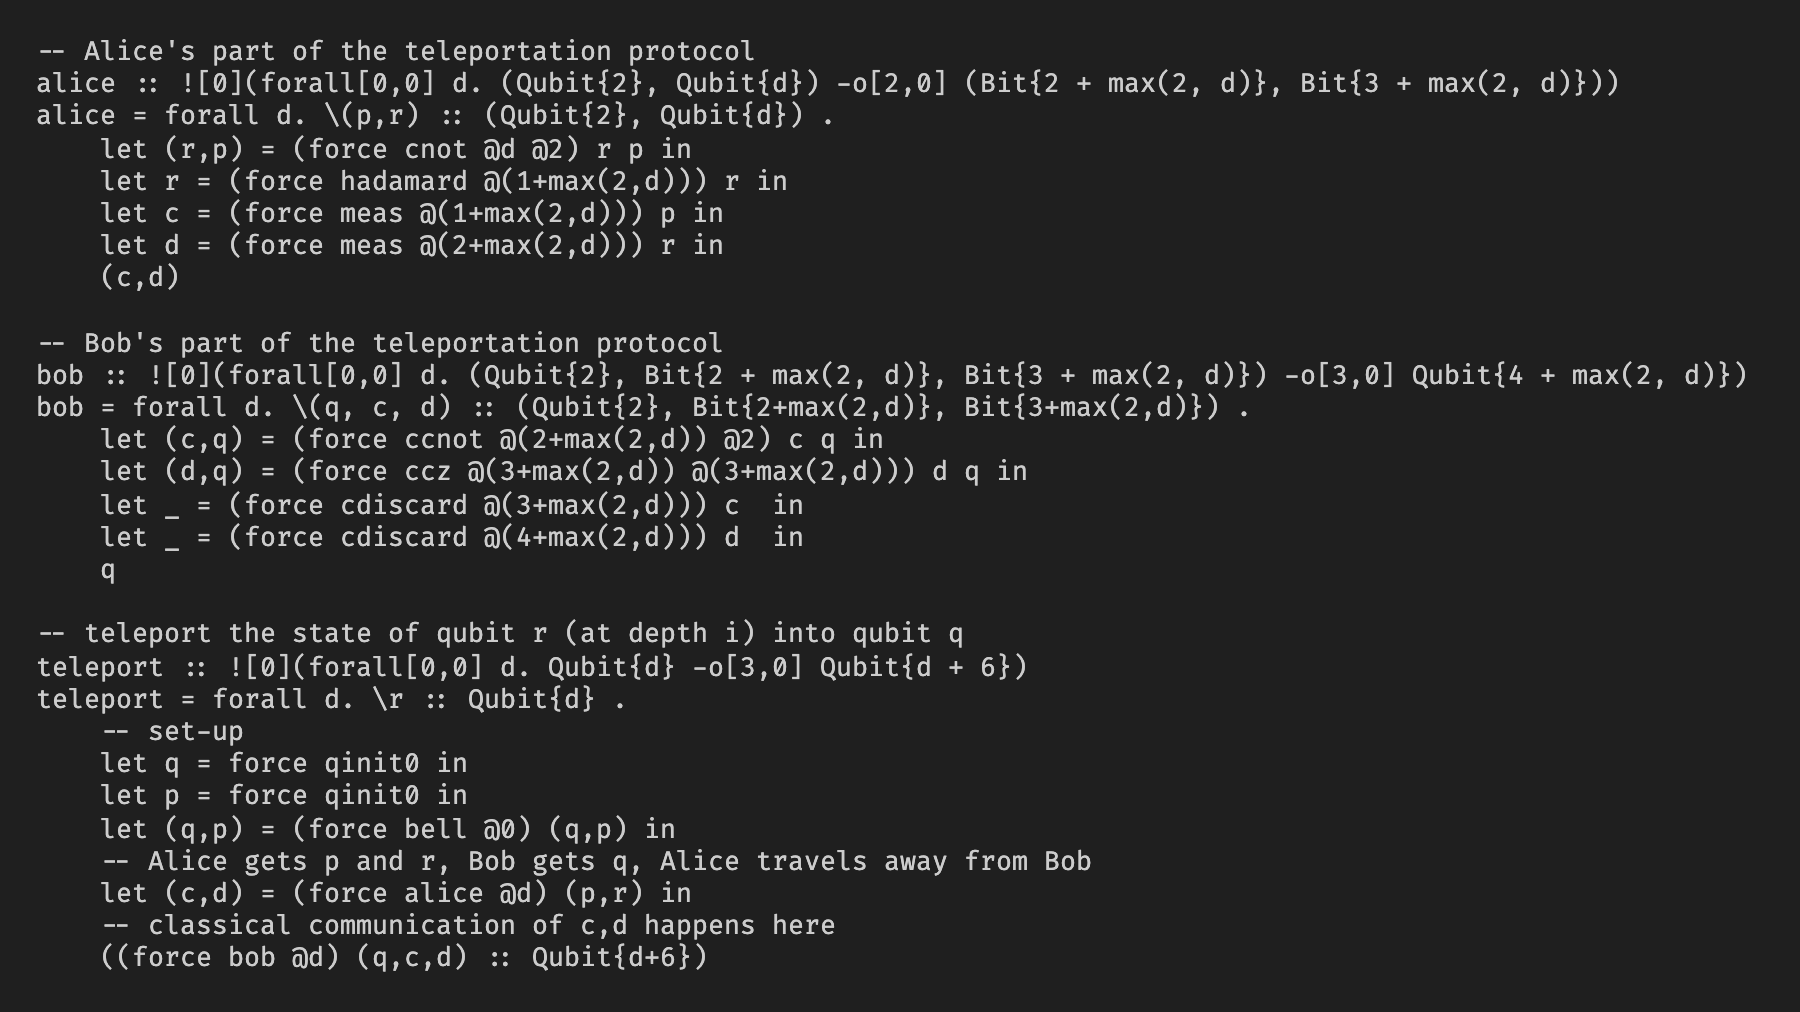 -- Alice's part of the teleportation protocol
alice :: ![0](forall[0,0] d. (Qubit{2}, Qubit{d}) -o[2,0] (Bit{2 + max(2, d)}, Bit{3 + max(2, d)}))
alice = forall d. \(p,r) :: (Qubit{2}, Qubit{d}) .
    let (r,p) = (force cnot @d @2) r p in
    let r = (force hadamard @(1+max(2,d))) r in
    let c = (force meas @(1+max(2,d))) p in
    let d = (force meas @(2+max(2,d))) r in
    (c,d)

-- Bob's part of the teleportation protocol
bob :: ![0](forall[0,0] d. (Qubit{2}, Bit{2 + max(2, d)}, Bit{3 + max(2, d)}) -o[3,0] Qubit{4 + max(2, d)})
bob = forall d. \(q, c, d) :: (Qubit{2}, Bit{2+max(2,d)}, Bit{3+max(2,d)}) .
    let (c,q) = (force ccnot @(2+max(2,d)) @2) c q in
    let (d,q) = (force ccz @(3+max(2,d)) @(3+max(2,d))) d q in
    let _ = (force cdiscard @(3+max(2,d))) c  in
    let _ = (force cdiscard @(4+max(2,d))) d  in
    q

-- teleport the state of qubit r (at depth i) into qubit q
teleport :: ![0](forall[0,0] d. Qubit{d} -o[3,0] Qubit{d + 6})
teleport = forall d. \r :: Qubit{d} .
    -- set-up
    let q = force qinit0 in
    let p = force qinit0 in
    let (q,p) = (force bell @0) (q,p) in
    -- Alice gets p and r, Bob gets q, Alice travels away from Bob
    let (c,d) = (force alice @d) (p,r) in
    -- classical communication of c,d happens here
    ((force bob @d) (q,c,d) :: Qubit{d+6})